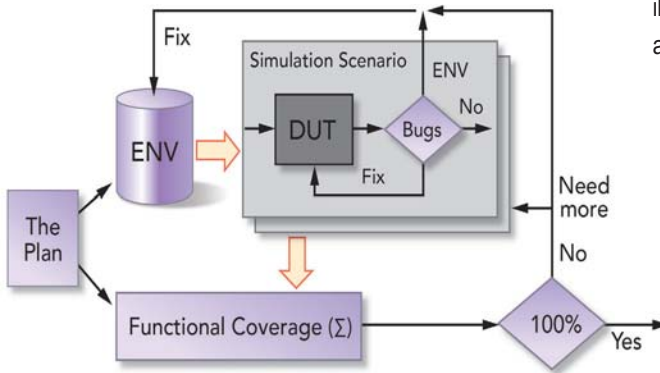 Fix
Simulation Scenario
ENV
No
DUT
Bugs
ENV
Fix
The
Plan
Need
more
No
Functional Coverage (Σ)
100%
Yes